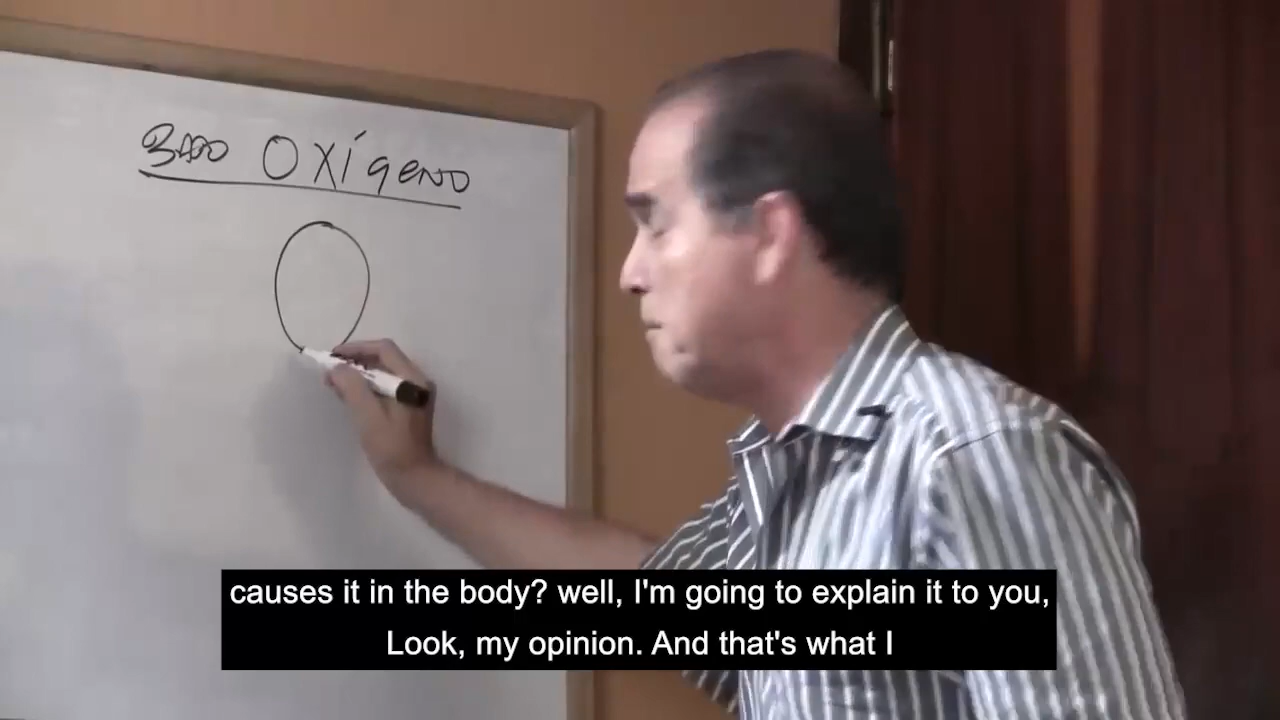 BAJO OXÍGENO
causes it in the body? well, I'm going to explain it to you,
Look, my opinion. And that's what I